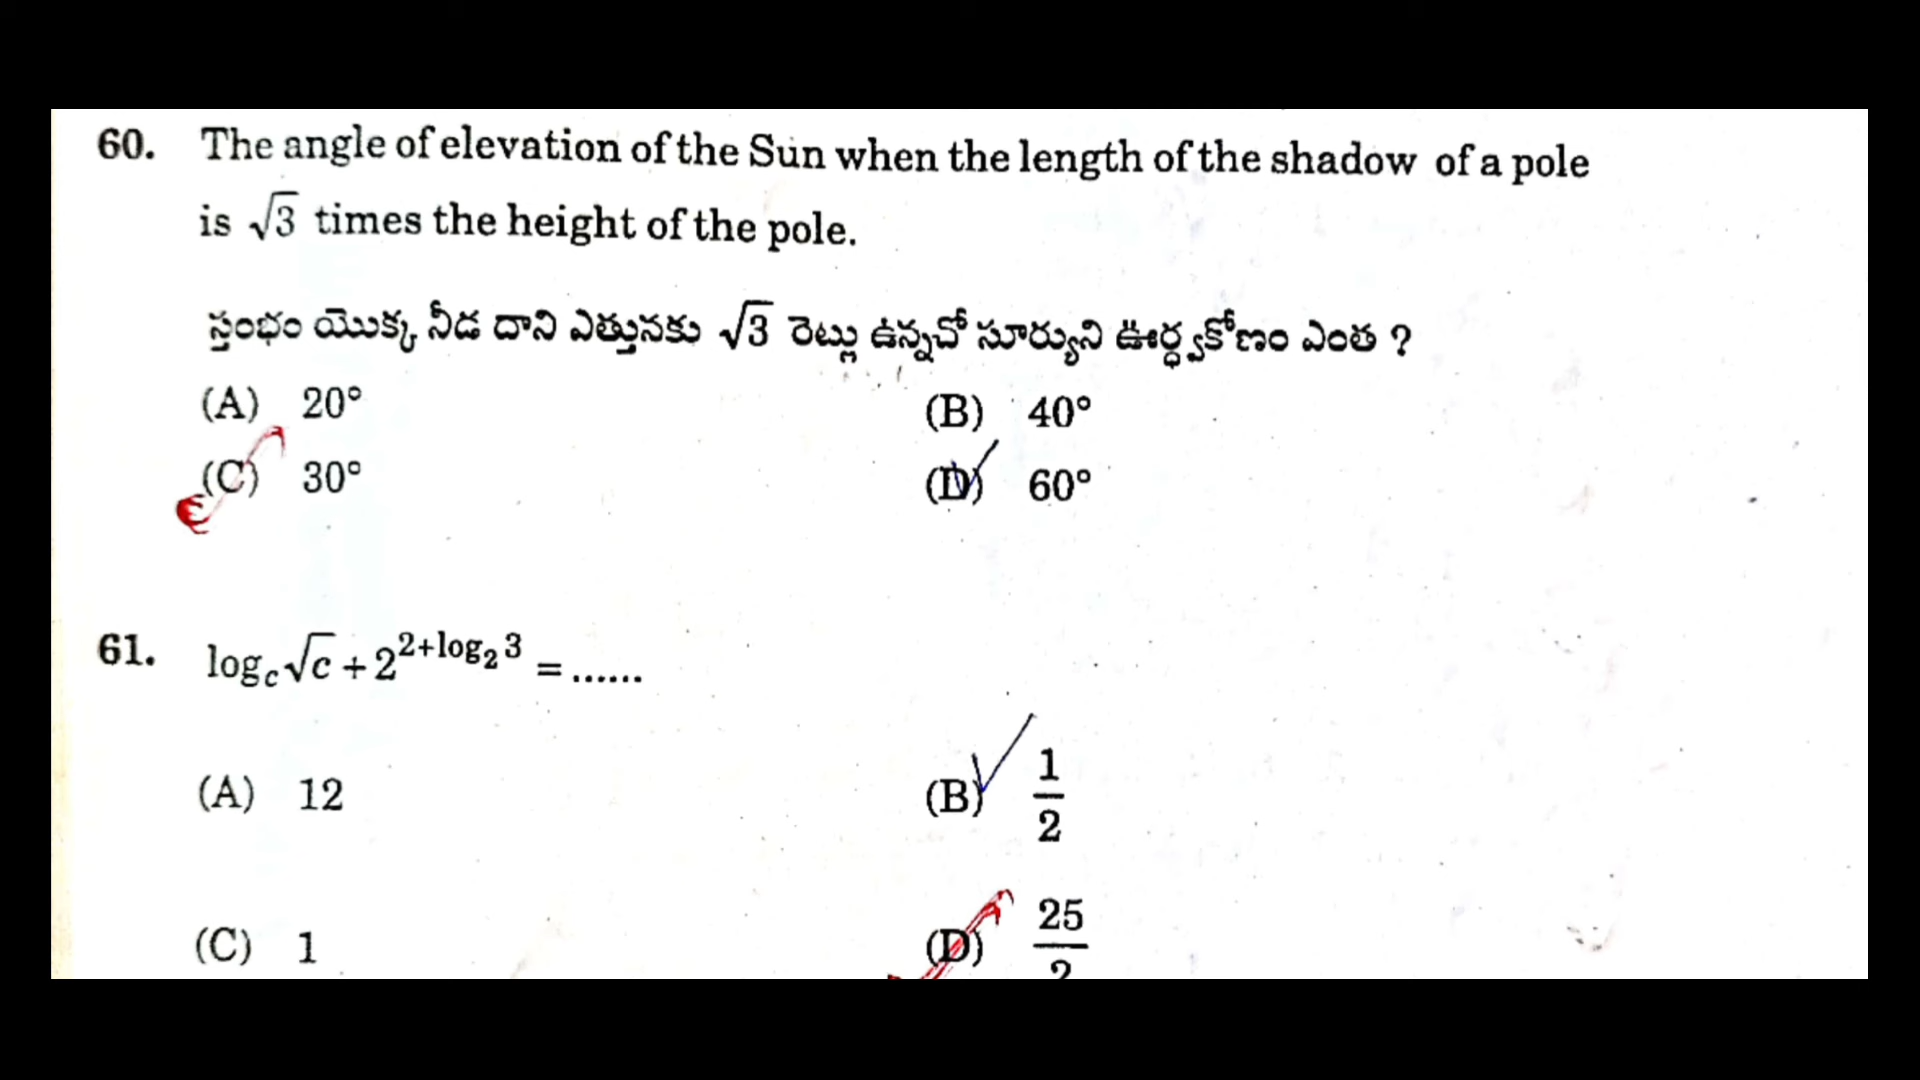 60. The angle of elevation of the Sun when the length of the shadow of a pole
is √3 times the height of the pole.
స్తంభం యొక్క నీడ దాని ఎత్తునకు √3 రెట్లు ఉన్నచో సూర్యుని ఊర్ధ్వకోణం ఎంత ?
(A) 20° (B) 40°
(C) 30° (D) 60°
61. log_c √c + 2^(2+log_2 3) = ......
(A) 12 (B) 1/2
(C) 1 (D) 25/2